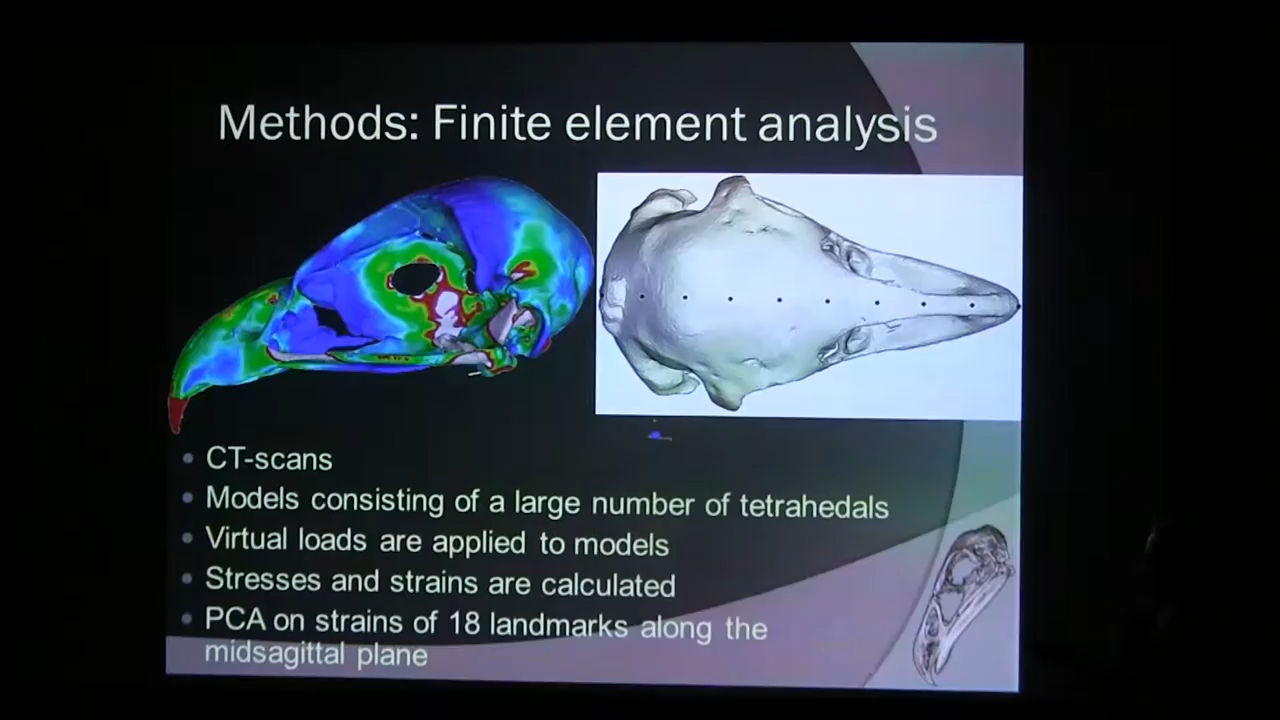 Methods: Finite element analysis
CT-scans
Models consisting of a large number of tetrahedals
Virtual loads are applied to models
Stresses and strains are calculated
PCA on strains of 18 landmarks along the
midsagittal plane